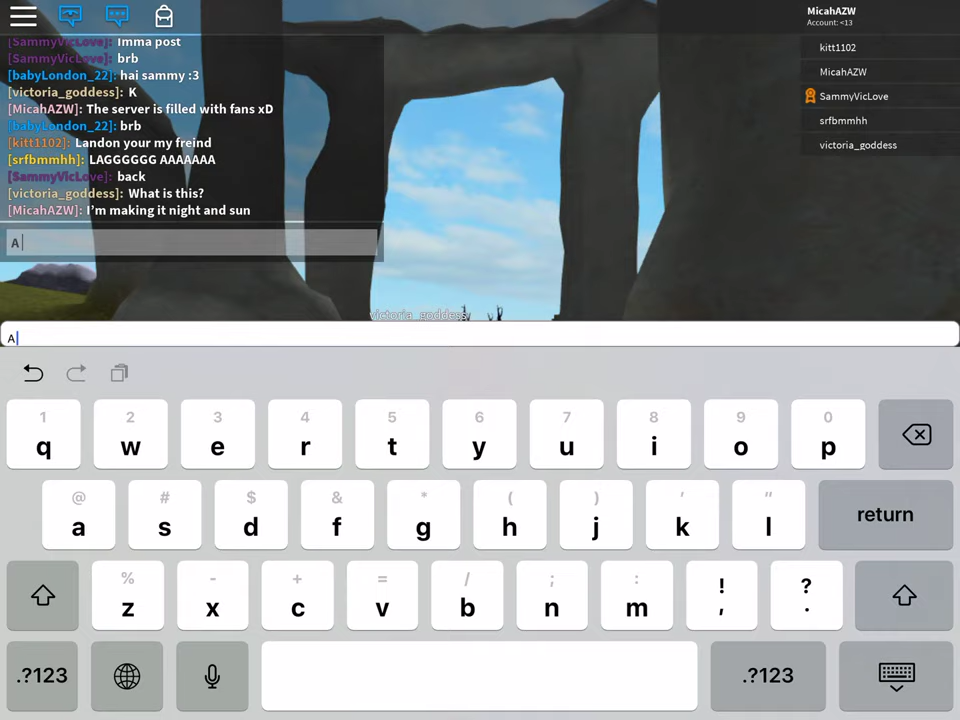 MicahAZW
Account: <13
kitt1102
MicahAZW
SammyVicLove
srfbmmhh
victoria_goddess
[SammyVicLove]: Imma post
[SammyVicLove]: brb
[babyLondon_22]: hai sammy :3
[victoria_goddess]: K
[MicahAZW]: The server is filled with fans xD
[babyLondon_22]: brb
[kitt1102]: Landon your my freind
[srfbmmhh]: LAGGGGGG AAAAAAA
[SammyVicLove]: back
[victoria_goddess]: What is this?
[MicahAZW]: I'm making it night and sun
A
victoria_goddess
A
1 2 3 4 5 6 7 8 9 0
q w e r t y u i o p
@ # $ & * ( ) ' "
a s d f g h j k l return
% - + = / ; : ! ?
z x c v b n m , .
.?123 .?123